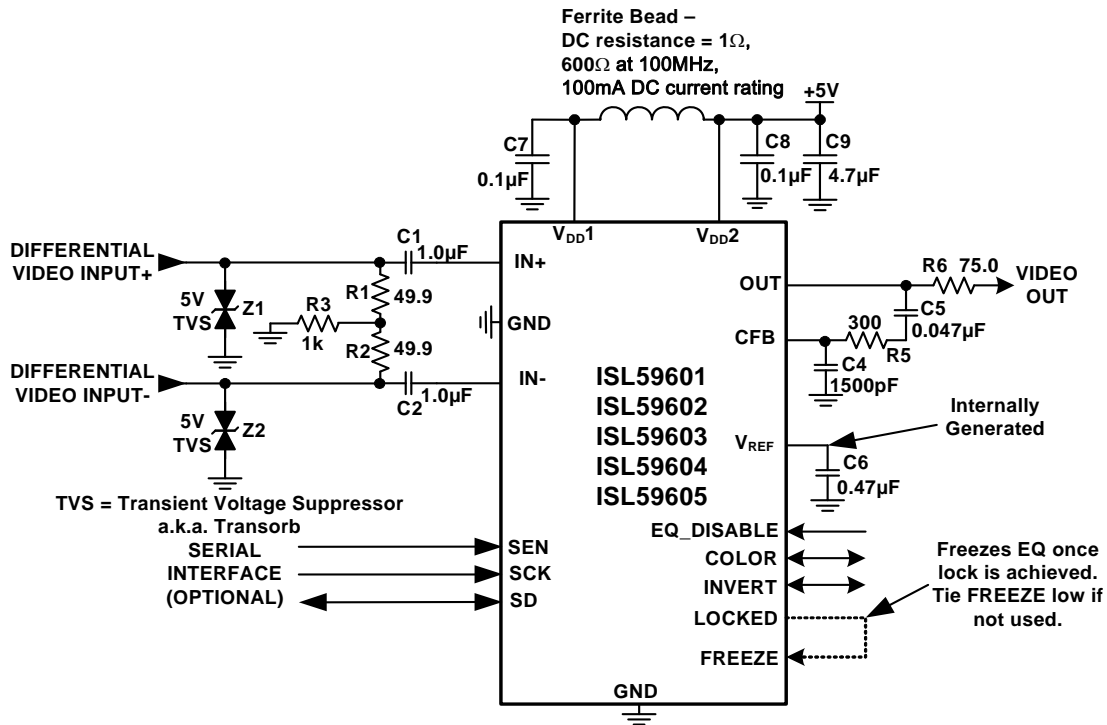 Ferrite Bead –
DC resistance = 1Ω,
600Ω at 100MHz,
100mA DC current rating
+5V
C7
0.1µF
C8
0.1µF
C9
4.7µF
VDD1
VDD2
DIFFERENTIAL
VIDEO INPUT+
C1
1.0µF
IN+
5V
TVS
Z1
R1
49.9
R3
1k
GND
R2
49.9
DIFFERENTIAL
VIDEO INPUT-
C2
1.0µF
IN-
5V
TVS
Z2
OUT
R6 75.0
VIDEO
OUT
C5
0.047µF
CFB
300
R5
C4
1500pF
ISL59601
ISL59602
ISL59603
ISL59604
ISL59605
VREF
Internally
Generated
C6
0.47µF
TVS = Transient Voltage Suppressor
a.k.a. Transorb
SERIAL
INTERFACE
(OPTIONAL)
SEN
SCK
SD
EQ_DISABLE
COLOR
INVERT
LOCKED
FREEZE
Freezes EQ once
lock is achieved.
Tie FREEZE low if
not used.
GND